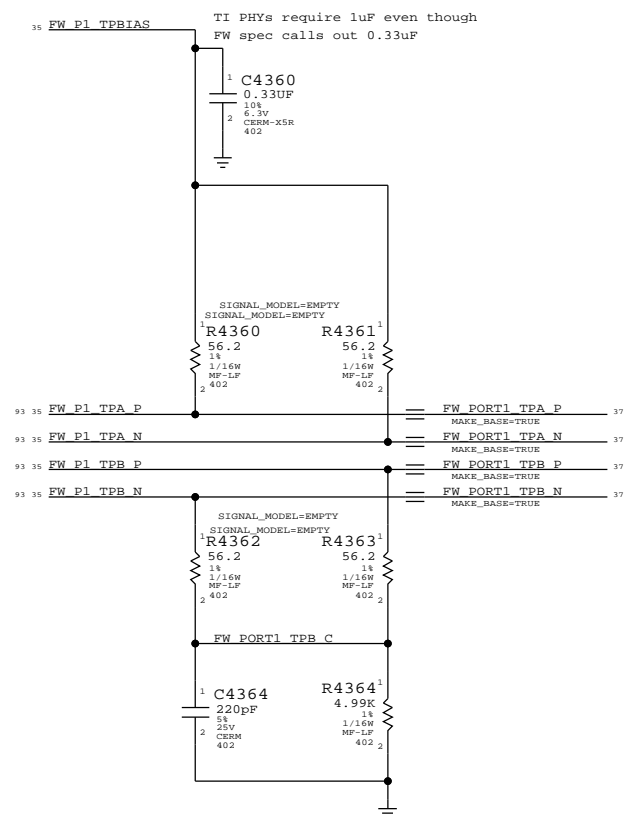 TI PHYs require 1uF even though
35 FW_P1_TPBIAS
FW spec calls out 0.33uF
1 C4360
0.33UF
10%
6.3V
2 CERM-X5R
402
SIGNAL_MODEL=EMPTY
SIGNAL_MODEL=EMPTY
1 R4360 R4361 1
56.2 56.2
1% 1%
1/16W 1/16W
MF-LF MF-LF
2 402 402 2
93 35 FW_P1_TPA_P FW_PORT1_TPA_P 37
MAKE_BASE=TRUE
93 35 FW_P1_TPA_N FW_PORT1_TPA_N 37
MAKE_BASE=TRUE
93 35 FW_P1_TPB_P FW_PORT1_TPB_P 37
MAKE_BASE=TRUE
93 35 FW_P1_TPB_N FW_PORT1_TPB_N 37
MAKE_BASE=TRUE
SIGNAL_MODEL=EMPTY
SIGNAL_MODEL=EMPTY
1 R4362 R4363 1
56.2 56.2
1% 1%
1/16W 1/16W
MF-LF MF-LF
2 402 402 2
FW_PORT1_TPB_C
1 C4364 R4364 1
220pF 4.99K
5% 1%
25V 1/16W
2 CERM MF-LF
402 402 2